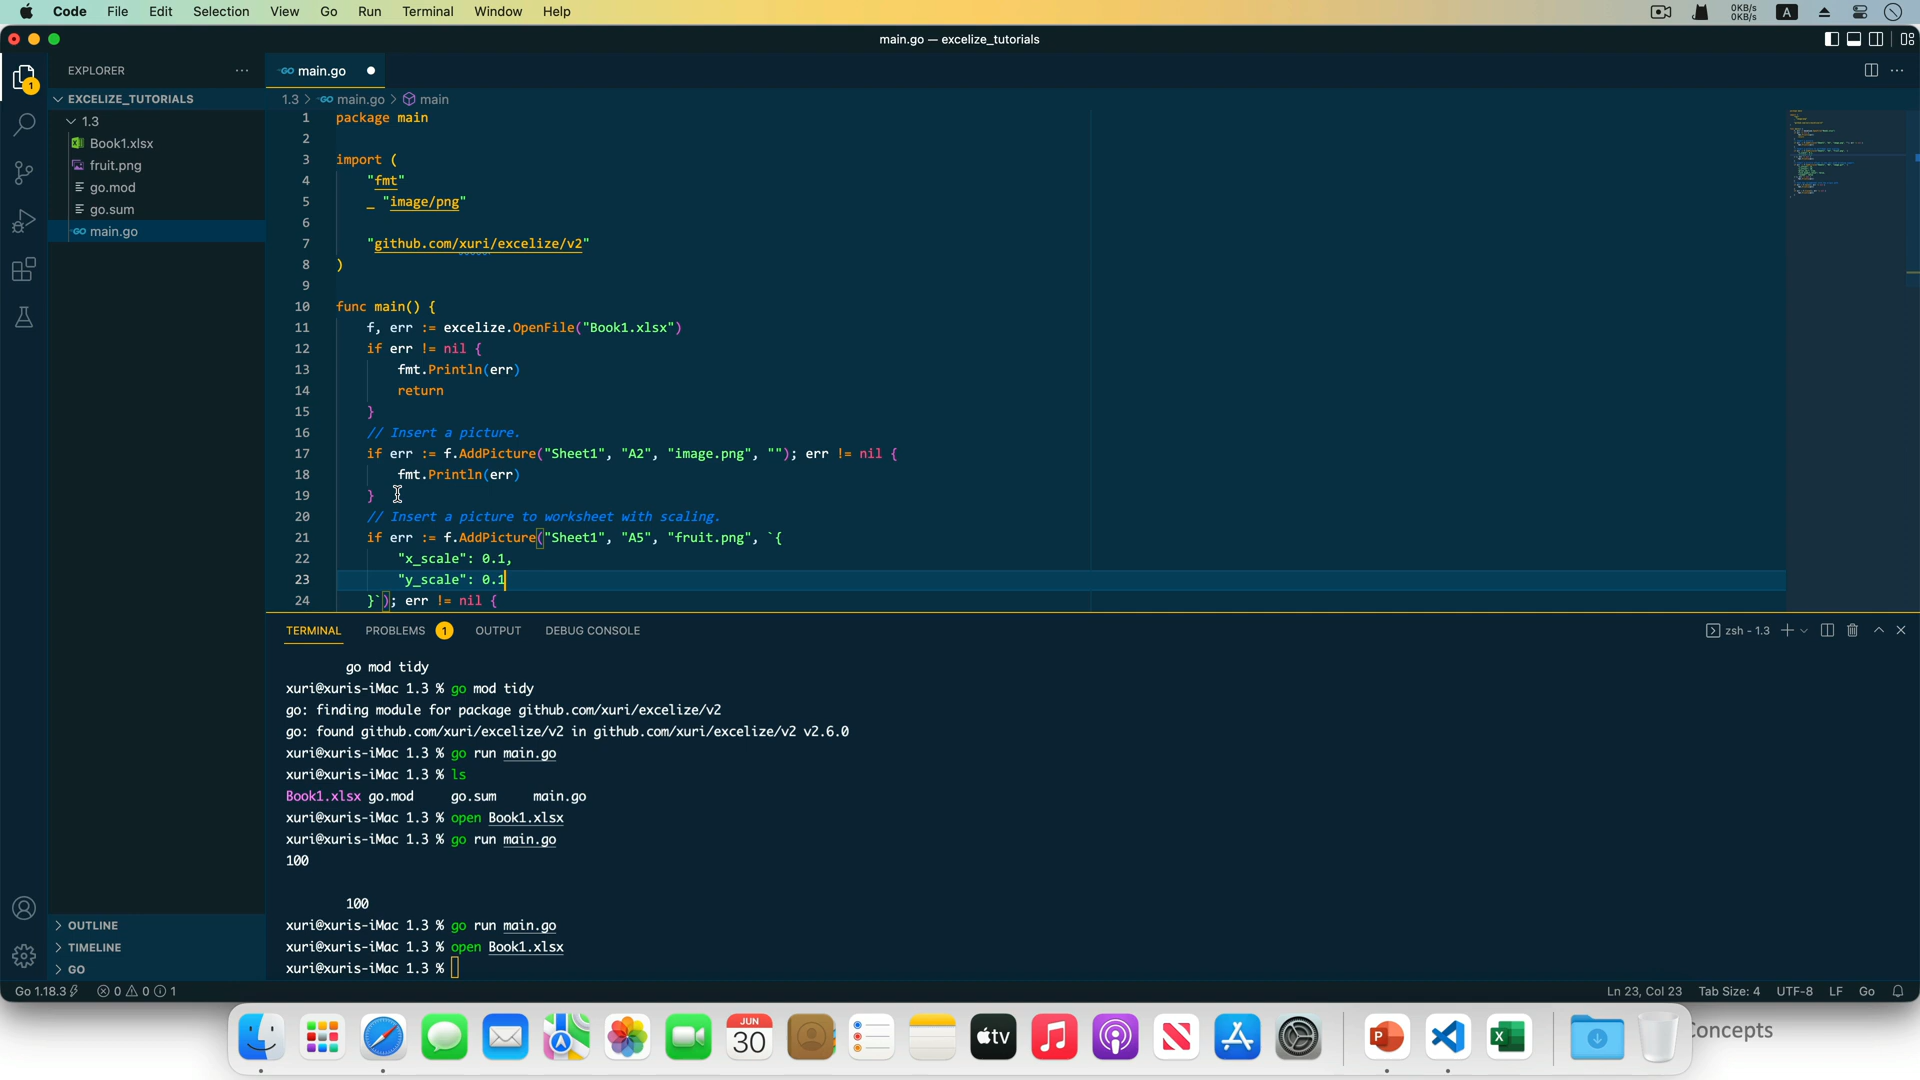 Code File Edit Selection View Go Run Terminal Window Help
0KB/s
0KB/s
A
main.go — excelize_tutorials
EXPLORER
main.go
1
EXCELIZE_TUTORIALS
1.3 > main.go > main
1.3
Book1.xlsx
fruit.png
go.mod
go.sum
main.go
1 package main
2
3 import (
4 "fmt"
5 _ "image/png"
6
7 "github.com/xuri/excelize/v2"
8 )
9
10 func main() {
11 f, err := excelize.OpenFile("Book1.xlsx")
12 if err != nil {
13 fmt.Println(err)
14 return
15 }
16 // Insert a picture.
17 if err := f.AddPicture("Sheet1", "A2", "image.png", ""); err != nil {
18 fmt.Println(err)
19 }
20 // Insert a picture to worksheet with scaling.
21 if err := f.AddPicture("Sheet1", "A5", "fruit.png", `{
22 "x_scale": 0.1,
23 "y_scale": 0.1
24 }`); err != nil {
TERMINAL PROBLEMS 1 OUTPUT DEBUG CONSOLE
zsh - 1.3
go mod tidy
xuri@xuris-iMac 1.3 % go mod tidy
go: finding module for package github.com/xuri/excelize/v2
go: found github.com/xuri/excelize/v2 in github.com/xuri/excelize/v2 v2.6.0
xuri@xuris-iMac 1.3 % go run main.go
xuri@xuris-iMac 1.3 % ls
Book1.xlsx go.mod go.sum main.go
xuri@xuris-iMac 1.3 % open Book1.xlsx
xuri@xuris-iMac 1.3 % go run main.go
100
100
xuri@xuris-iMac 1.3 % go run main.go
xuri@xuris-iMac 1.3 % open Book1.xlsx
xuri@xuris-iMac 1.3 %
OUTLINE
TIMELINE
GO
Go 1.18.3 0 0 1
Ln 23, Col 23 Tab Size: 4 UTF-8 LF Go
JUN
30
tv
P
X
Concepts